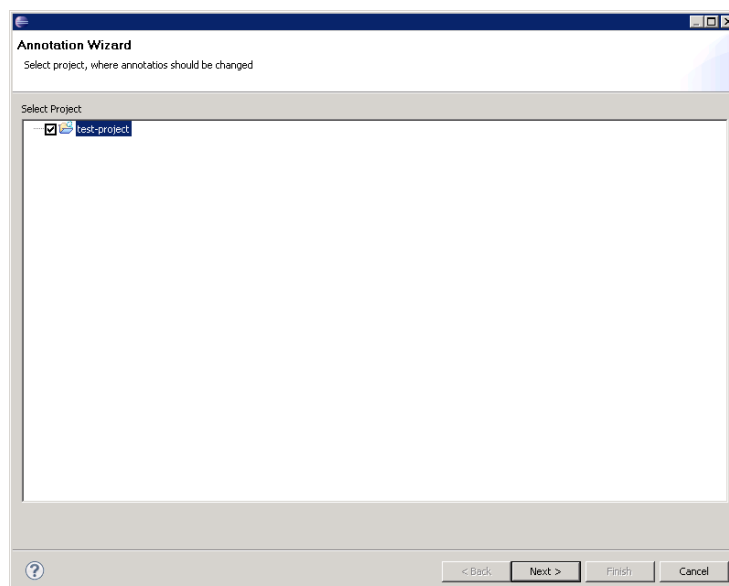 Annotation Wizard
Select project, where annotatios should be changed
Select Project
test-project
< Back Next > Finish Cancel